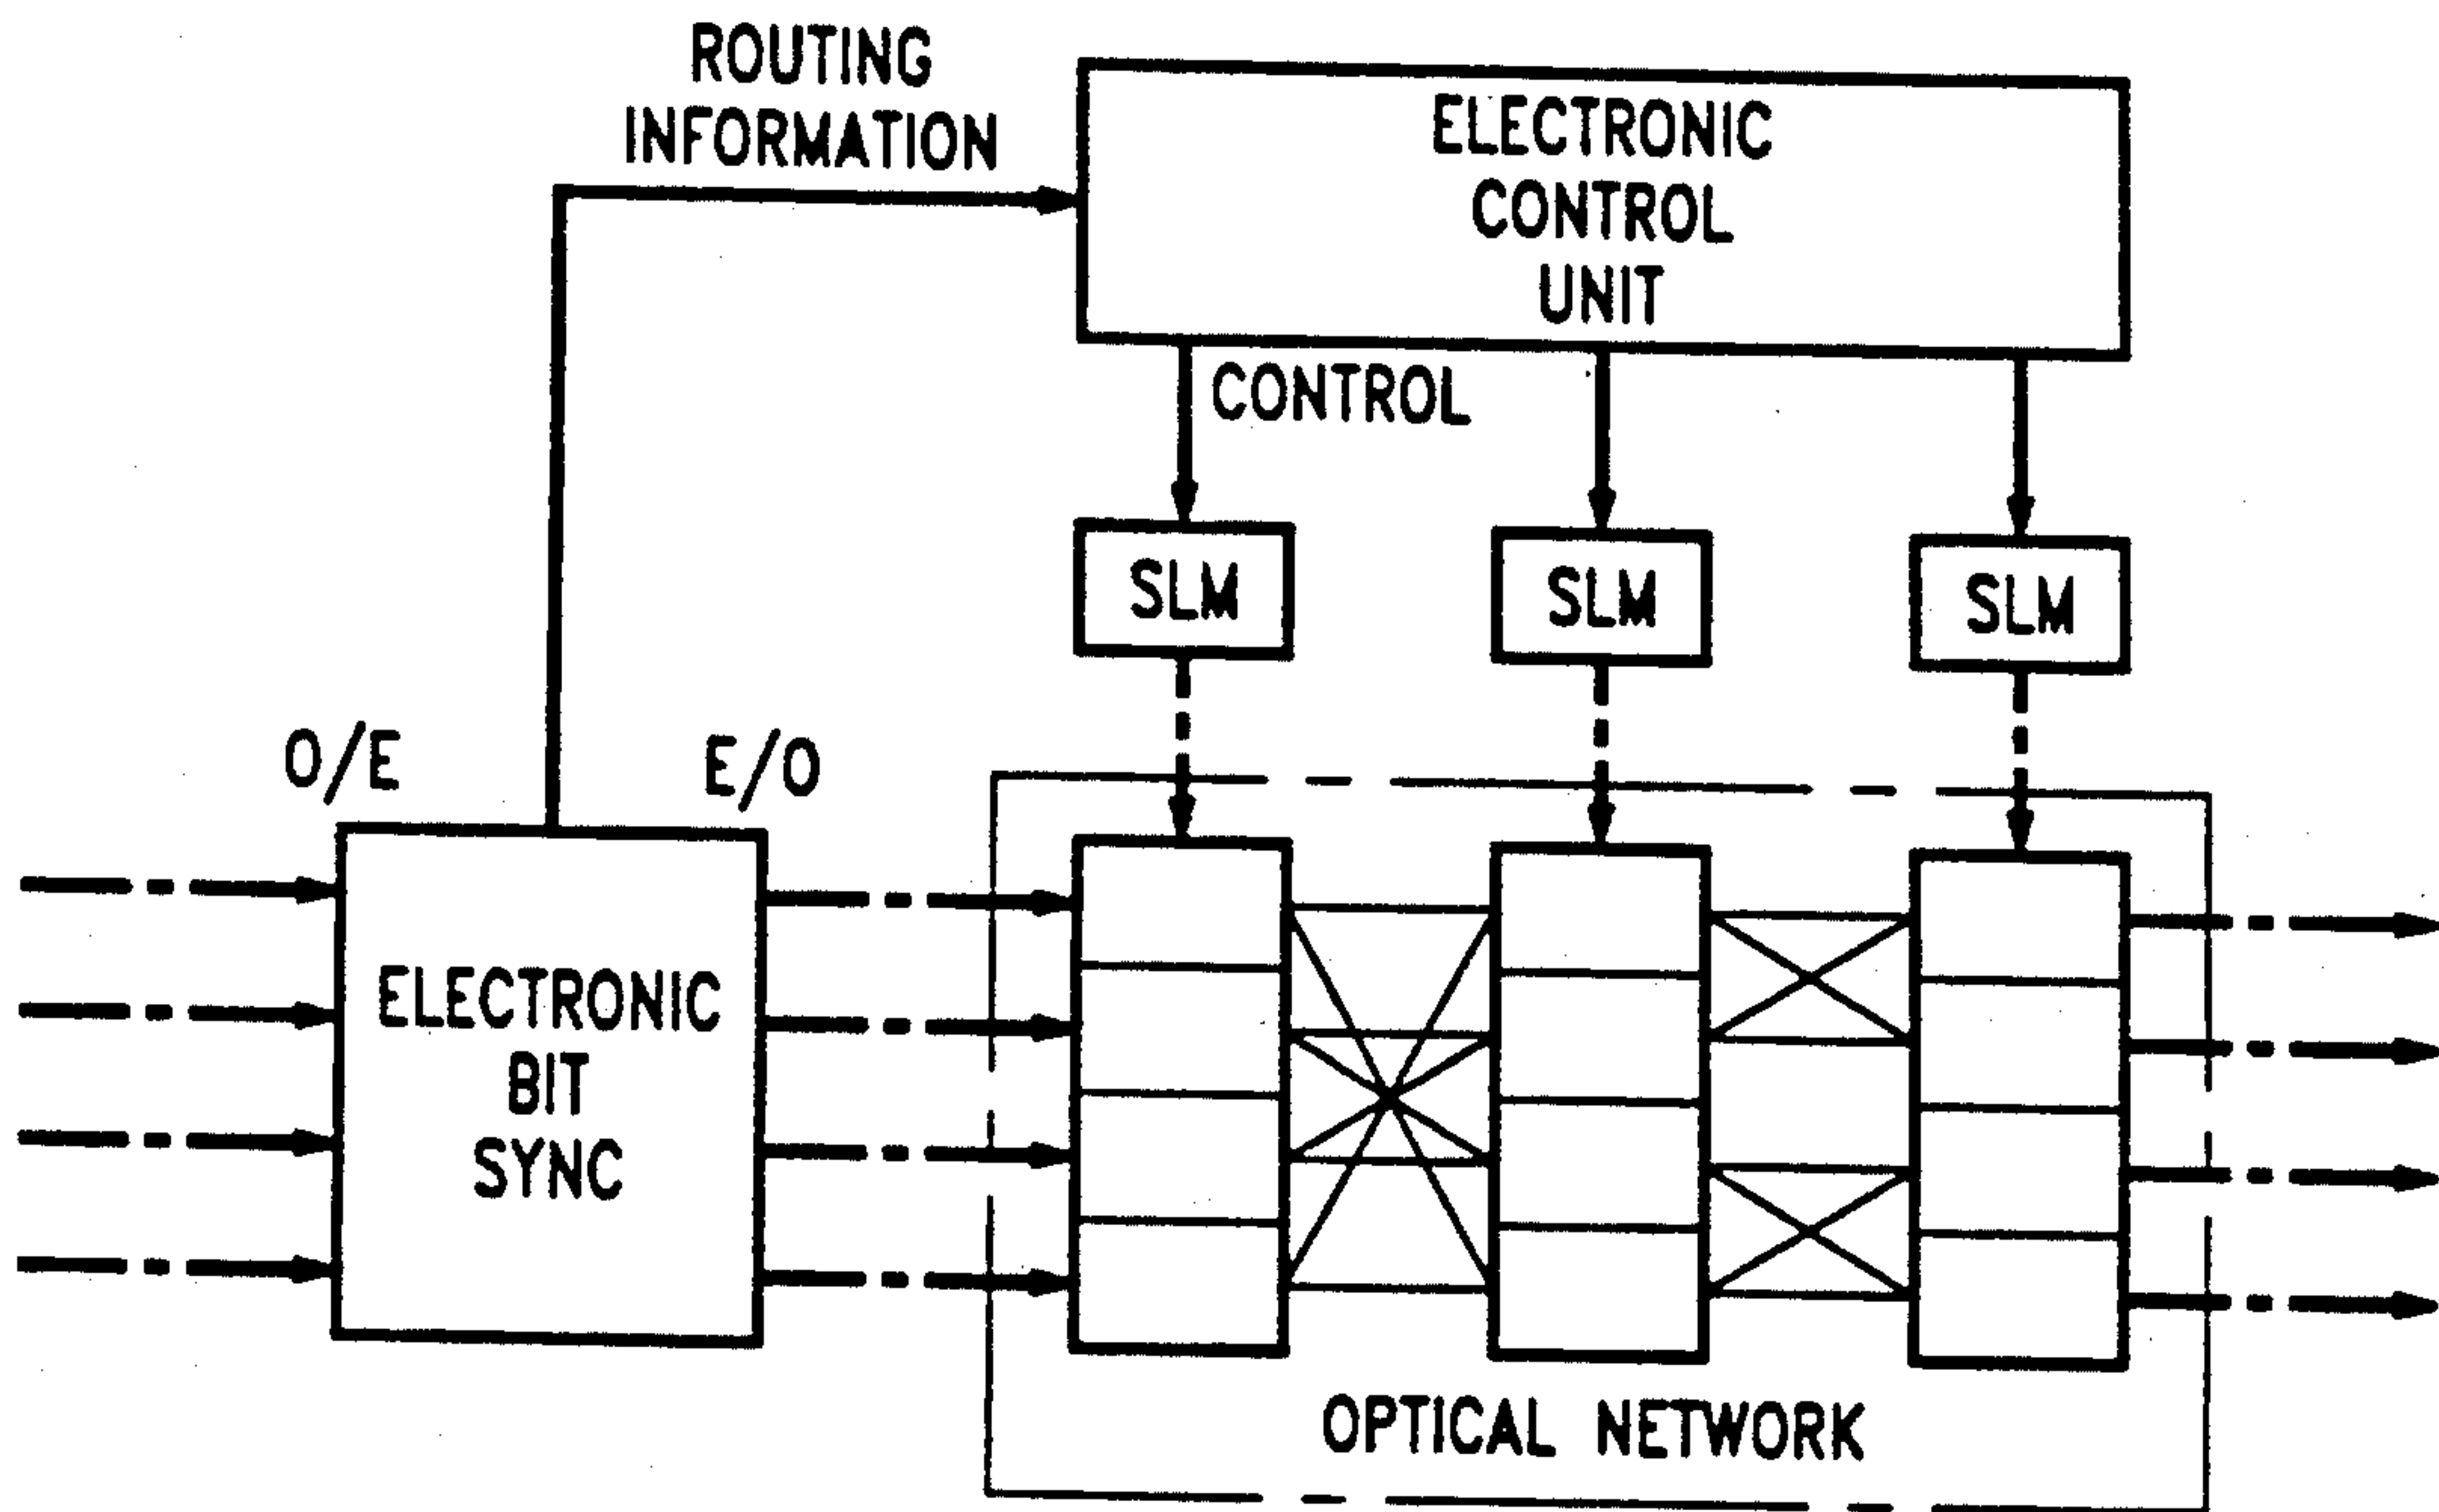 ROUTING
INFORMATION
ELECTRONIC
CONTROL
UNIT
CONTROL
SLM
SLM
SLM
O/E
E/O
ELECTRONIC
BIT
SYNC
OPTICAL NETWORK